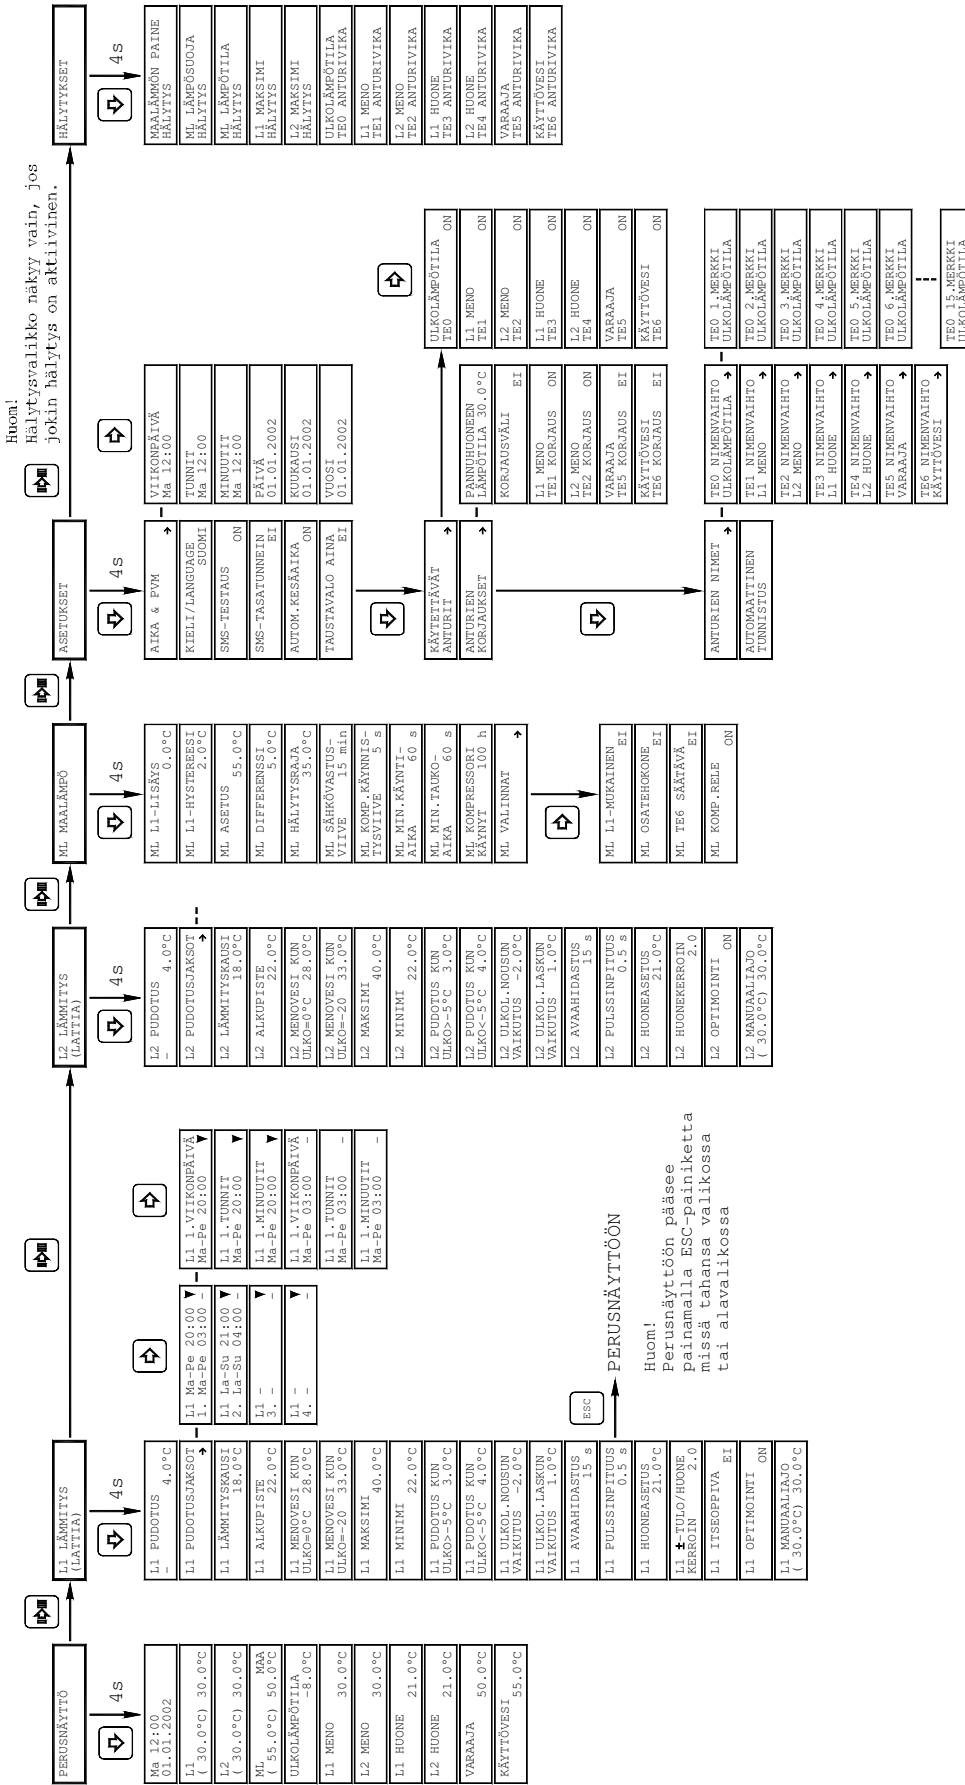 PERUSNÄYTTÖ
4s
Ma 12:00
01.01.2002
L1
( 30.0°C) 30.0°C
L2
( 30.0°C) 30.0°C
ML MAA
( 55.0°C) 50.0°C
ULKOLÄMPÖTILA
-8.0°C
L1 MENO
30.0°C
L2 MENO
30.0°C
L1 HUONE
21.0°C
L2 HUONE
21.0°C
VARAAJA
50.0°C
KÄYTTÖVESI
55.0°C
L1 LÄMMITYS
(LATTIA)
4s
L1 PUDOTUS
- 4.0°C
L1 PUDOTUSJAKSOT
L1 LÄMMITYSKAUSI
18.0°C
L1 ALKUPISTE
22.0°C
L1 MENOVESI KUN
ULKO=0°C 28.0°C
L1 MENOVESI KUN
ULKO=-20 33.0°C
L1 MAKSIMI
40.0°C
L1 MINIMI
22.0°C
L1 PUDOTUS KUN
ULKO>-5°C 3.0°C
L1 PUDOTUS KUN
ULKO<-5°C 4.0°C
L1 ULKOL.NOUSUN
VAIKUTUS -2.0°C
L1 ULKOL.LASKUN
VAIKUTUS 1.0°C
L1 AVAAHIDASTUS
15 s
L1 PULSSINPITUUS
0.5 s
L1 HUONEASETUS
21.0°C
L1 ±-TULO/HUONE
KERROIN 2.0
L1 ITSEOPPIVA
EI
L1 OPTIMOINTI
ON
L1 MANUALIAJO
( 30.0°C) 30.0°C
L1 Ma-Pe 20:00 ▼
1. Ma-Pe 03:00 -
L1 La-Su 21:00 ▼
2. La-Su 04:00 -
L1 - ▼
3. -
L1 - ▼
4. -
L1 1.VIIKONPÄIVÄ
Ma-Pe 20:00 ▼
L1 1.TUNNIT
Ma-Pe 20:00 ▼
L1 1.MINUUTIT
Ma-Pe 20:00 ▼
L1 1.VIIKONPÄIVÄ
Ma-Pe 03:00 -
L1 1.TUNNIT
Ma-Pe 03:00 -
L1 1.MINUUTIT
Ma-Pe 03:00 -
ESC
PERUSNÄYTTÖÖN
Huom!
Perusnäyttöön pääsee
painamalla ESC-painiketta
missä tahansa valikossa
tai alavalikossa
L2 LÄMMITYS
(LATTIA)
4s
L2 PUDOTUS
- 4.0°C
L2 PUDOTUSJAKSOT
L2 LÄMMITYSKAUSI
18.0°C
L2 ALKUPISTE
22.0°C
L2 MENOVESI KUN
ULKO=0°C 28.0°C
L2 MENOVESI KUN
ULKO=-20 33.0°C
L2 MAKSIMI
40.0°C
L2 MINIMI
22.0°C
L2 PUDOTUS KUN
ULKO>-5°C 3.0°C
L2 PUDOTUS KUN
ULKO<-5°C 4.0°C
L2 ULKOL.NOUSUN
VAIKUTUS -2.0°C
L2 ULKOL.LASKUN
VAIKUTUS 1.0°C
L2 AVAAHIDASTUS
15 s
L2 PULSSINPITUUS
0.5 s
L2 HUONEASETUS
21.0°C
L2 HUONEKERROIN
2.0
L2 OPTIMOINTI
ON
L2 MANUAALIAJO
( 30.0°C) 30.0°C
ML MAALÄMPÖ
4s
ML L1-LISÄYS
0.0°C
ML L1-HYSTEREESI
2.0°C
ML ASETUS
55.0°C
ML DIFFERENSSI
5.0°C
ML HÄLYTYSRAJA
35.0°C
ML SÄHKÖVASTUS-
VIIVE 15 min
ML KOMP.KÄYNNIS-
TYSVIIVE 5 s
ML MIN.KÄYNTI-
AIKA 60 s
ML MIN.TAUKO-
AIKA 60 s
ML KOMPRESSORI
KÄYNYT 100 h
ML VALINNAT
ML L1-MUKAINEN
EI
ML OSATEHOKONE
EI
ML TE6 SÄÄTÄVÄ
EI
ML KOMP.RELE
ON
ASETUKSET
4s
AIKA & PVM
KIELI/LANGUAGE
SUOMI
SMS-TESTAUS
ON
SMS-TASATUNNEIN
EI
AUTOM.KESÄAIKA
ON
TAUSTAVALO AINA
EI
VIIKONPÄIVÄ
Ma 12:00
TUNNIT
Ma 12:00
MINUUTIT
Ma 12:00
PÄIVÄ
01.01.2002
KUUKAUSI
01.01.2002
VUOSI
01.01.2002
KÄYTETTÄVÄT
ANTURIT
ANTURIEN
KORJAUKSET
PANNUHUONEEN
LÄMPÖTILA 30.0°C
KORJAUSVÄLI
EI
L1 MENO
TE1 KORJAUS ON
L2 MENO
TE2 KORJAUS ON
VARAAJA
TE5 KORJAUS EI
KÄYTTÖVESI
TE6 KORJAUS EI
ULKOLÄMPÖTILA
TE0 ON
L1 MENO
TE1 ON
L2 MENO
TE2 ON
L1 HUONE
TE3 ON
L2 HUONE
TE4 ON
VARAAJA
TE5 ON
KÄYTTÖVESI
TE6 ON
ANTURIEN NIMET
AUTOMAATTINEN
TUNNISTUS
TE0 NIMENVAIHTO
ULKOLÄMPÖTILA
TE1 NIMENVAIHTO
L1 MENO
TE2 NIMENVAIHTO
L2 MENO
TE3 NIMENVAIHTO
L1 HUONE
TE4 NIMENVAIHTO
L2 HUONE
TE5 NIMENVAIHTO
VARAAJA
TE6 NIMENVAIHTO
KÄYTTÖVESI
TE0 1.MERKKI
ULKOLÄMPÖTILA
TE0 2.MERKKI
ULKOLÄMPÖTILA
TE0 3.MERKKI
ULKOLÄMPÖTILA
TE0 4.MERKKI
ULKOLÄMPÖTILA
TE0 5.MERKKI
ULKOLÄMPÖTILA
TE0 6.MERKKI
ULKOLÄMPÖTILA
TE0 15.MERKKI
ULKOLÄMPÖTILA
Huom!
Hälytysvalikko näkyy vain, jos
jokin hälytys on aktiivinen.
HÄLYTYKSET
4s
MAALÄMMÖN PAINE
HÄLYTYS
ML LÄMPÖSUOJA
HÄLYTYS
ML LÄMPÖTILA
HÄLYTYS
L1 MAKSIMI
HÄLYTYS
L2 MAKSIMI
HÄLYTYS
ULKOLÄMPÖTILA
TE0 ANTURIVIKA
L1 MENO
TE1 ANTURIVIKA
L2 MENO
TE2 ANTURIVIKA
L1 HUONE
TE3 ANTURIVIKA
L2 HUONE
TE4 ANTURIVIKA
VARAAJA
TE5 ANTURIVIKA
KÄYTTÖVESI
TE6 ANTURIVIKA